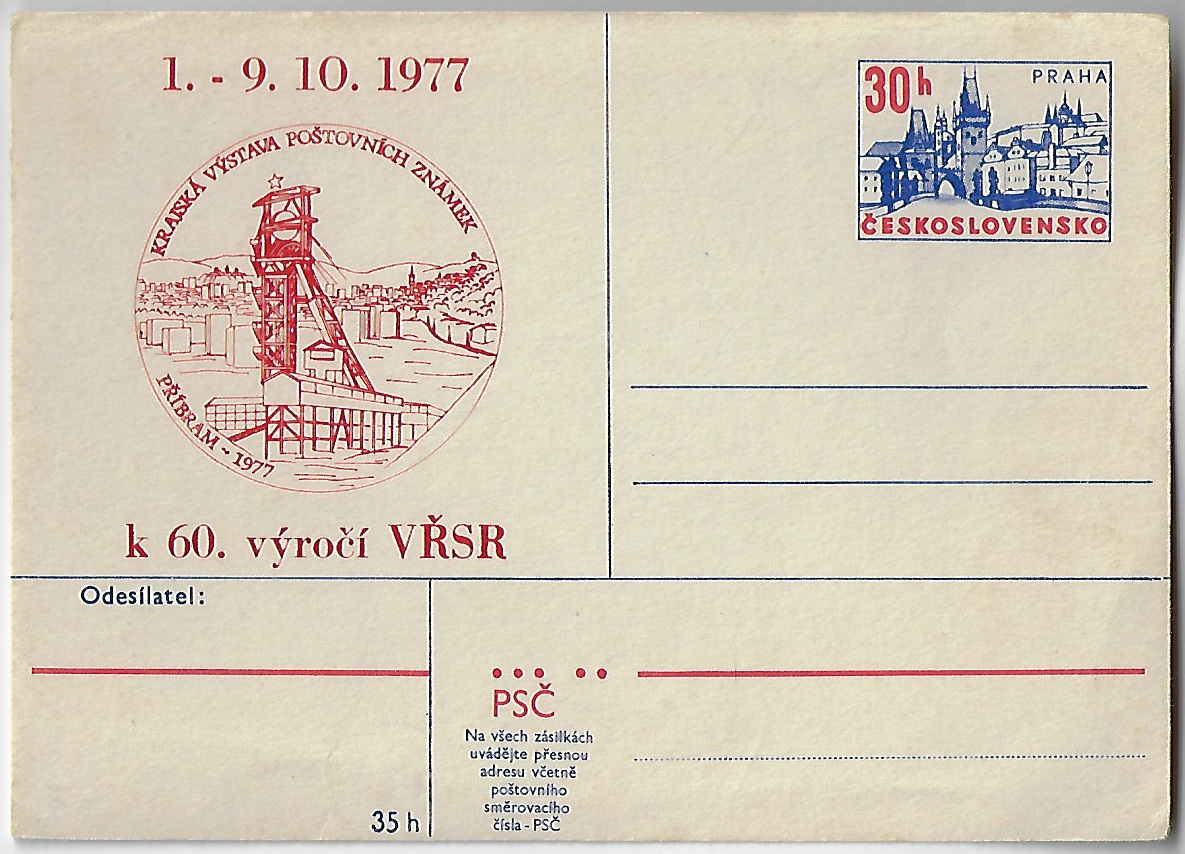 1. - 9. 10. 1977
KRAJSKÁ VÝSTAVA POŠTOVNÍCH ZNÁMEK
PŘÍBRAM ~ 1977
k 60. výročí VŘSR
30h
PRAHA
ČESKOSLOVENSKO
Odesílatel:
35 h
PSČ
Na všech zásilkách
uvádějte přesnou
adresu včetně
poštovního
směrovacího
čísla - PSČ